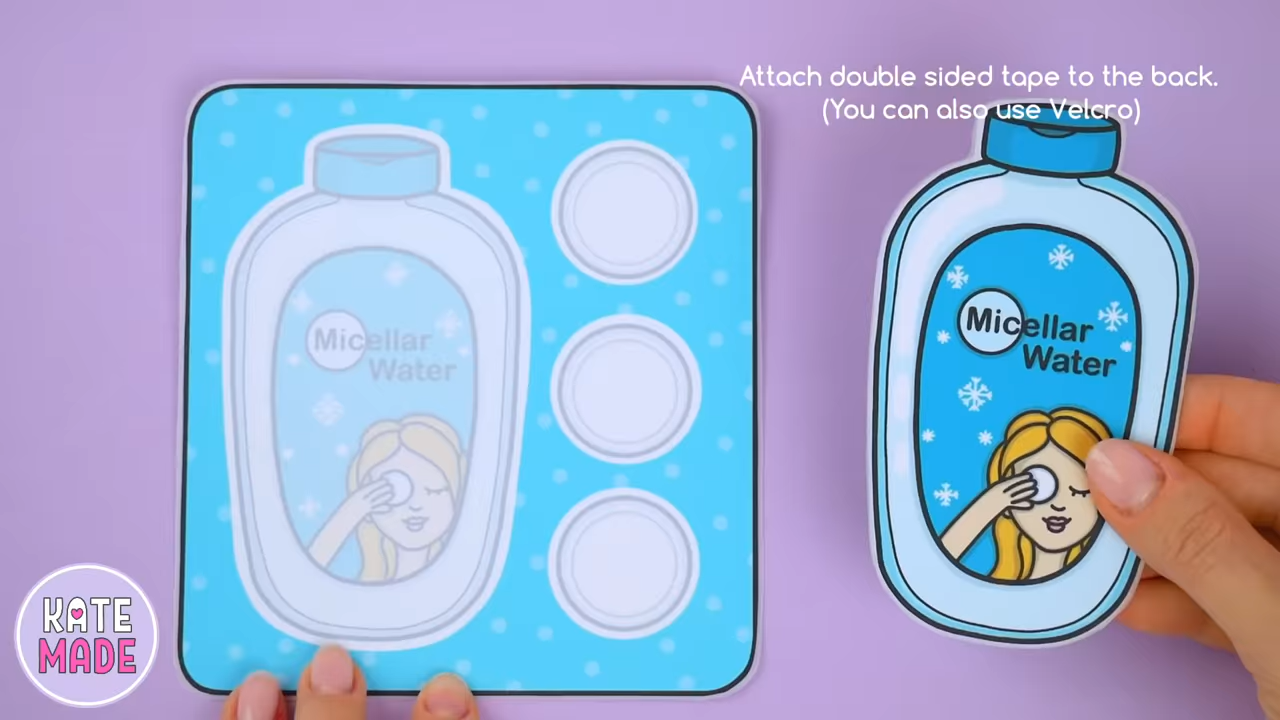 Attach double sided tape to the back.
(You can also use Velcro)
Micellar
Water
Micellar
Water
KATE
MADE